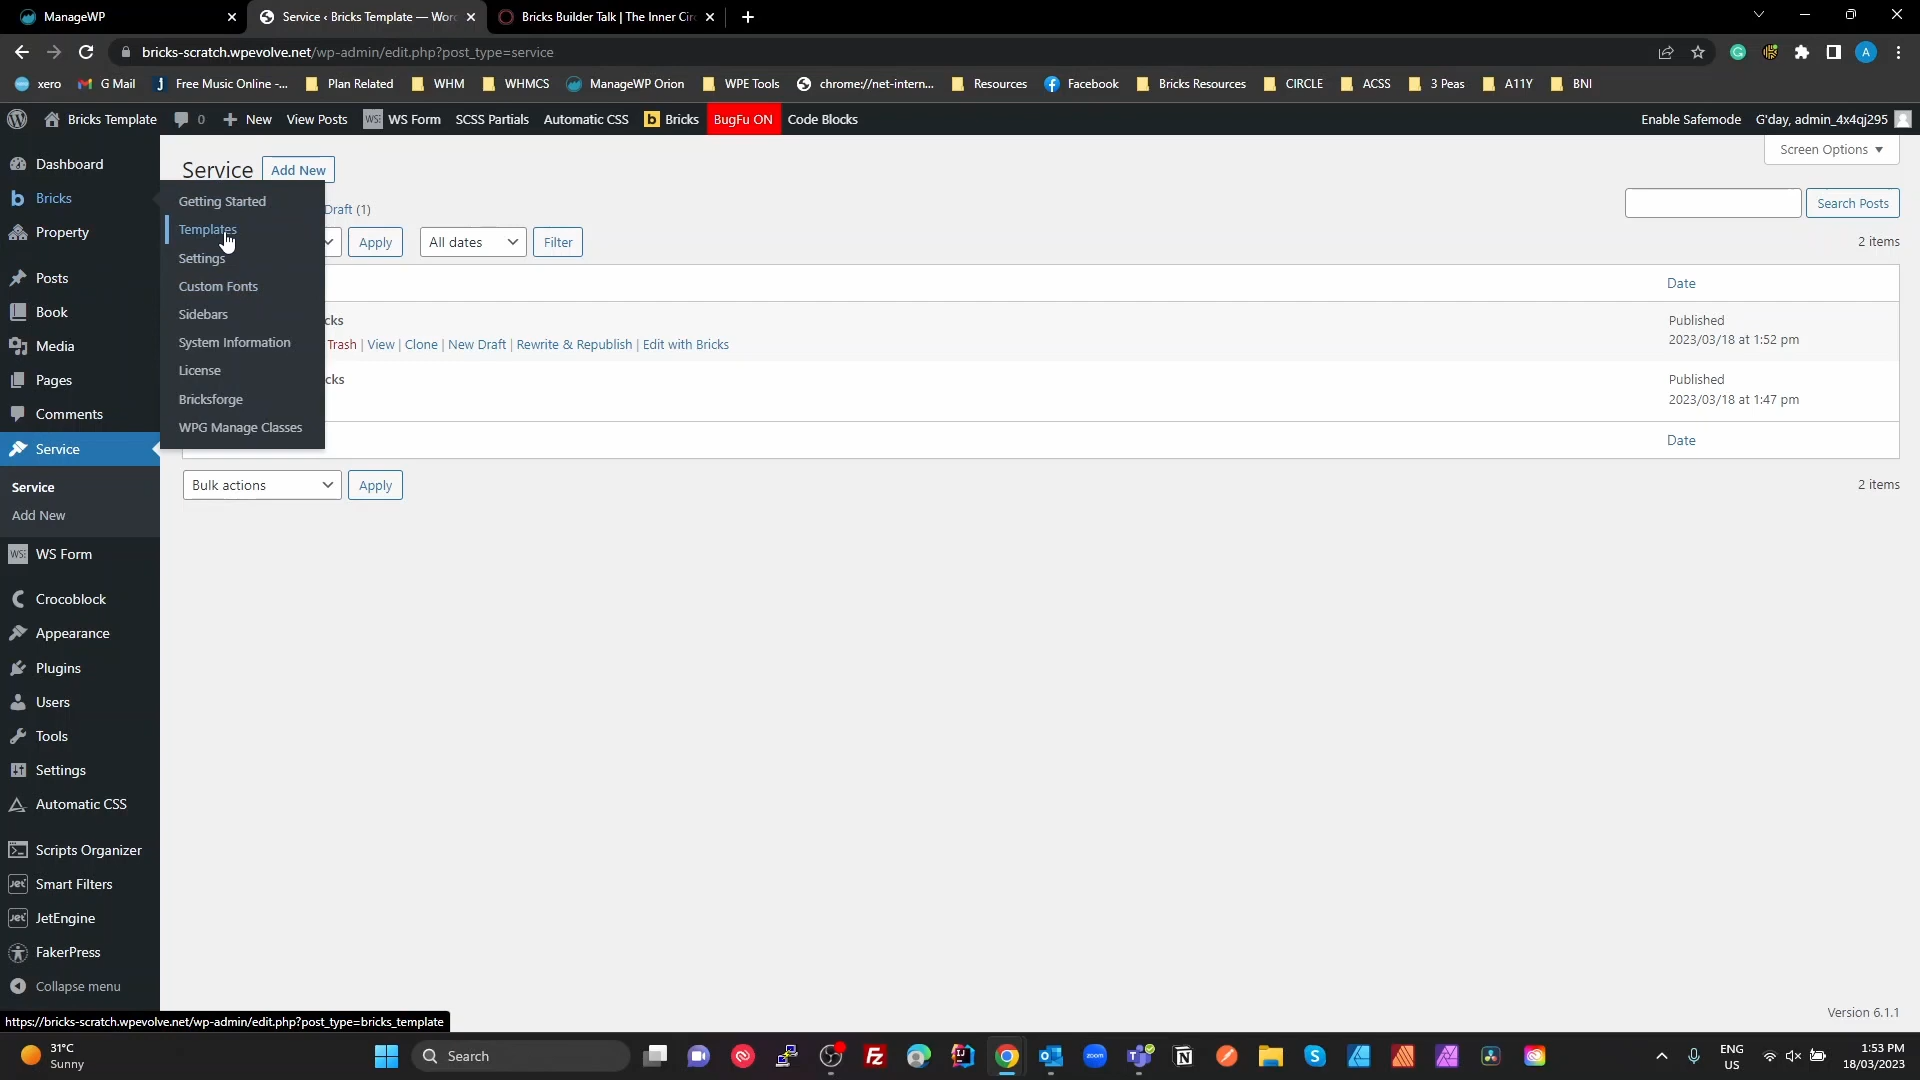 ManageWP
Service ‹ Bricks Template — Wor
Bricks Builder Talk | The Inner Cir
bricks-scratch.wpevolve.net/wp-admin/edit.php?post_type=service
A
xero
G Mail
Free Music Online -...
Plan Related
WHM
WHMCS
ManageWP Orion
WPE Tools
chrome://net-intern...
Resources
Facebook
Bricks Resources
CIRCLE
ACSS
3 Peas
A11Y
BNI
Bricks Template
0
New
View Posts
WS Form
SCSS Partials
Automatic CSS
Bricks
BugFu ON
Code Blocks
Enable Safemode
G'day, admin_4x4qj295
Dashboard
Bricks
Property
Posts
Book
Media
Pages
Comments
Service
Service
Add New
WS Form
Crocoblock
Appearance
Plugins
Users
Tools
Settings
Automatic CSS
Scripts Organizer
Smart Filters
JetEngine
FakerPress
Collapse menu
Getting Started
Templates
Settings
Custom Fonts
Sidebars
System Information
License
Bricksforge
WPG Manage Classes
Service
Add New
Screen Options
Draft (1)
Search Posts
Apply
All dates
Filter
2 items
Date
cks
Trash | View | Clone | New Draft | Rewrite & Republish | Edit with Bricks
Published
2023/03/18 at 1:52 pm
cks
Published
2023/03/18 at 1:47 pm
Date
Bulk actions
Apply
2 items
Version 6.1.1
https://bricks-scratch.wpevolve.net/wp-admin/edit.php?post_type=bricks_template
31°C
Sunny
Search
zoom
ENG
US
1:53 PM
18/03/2023